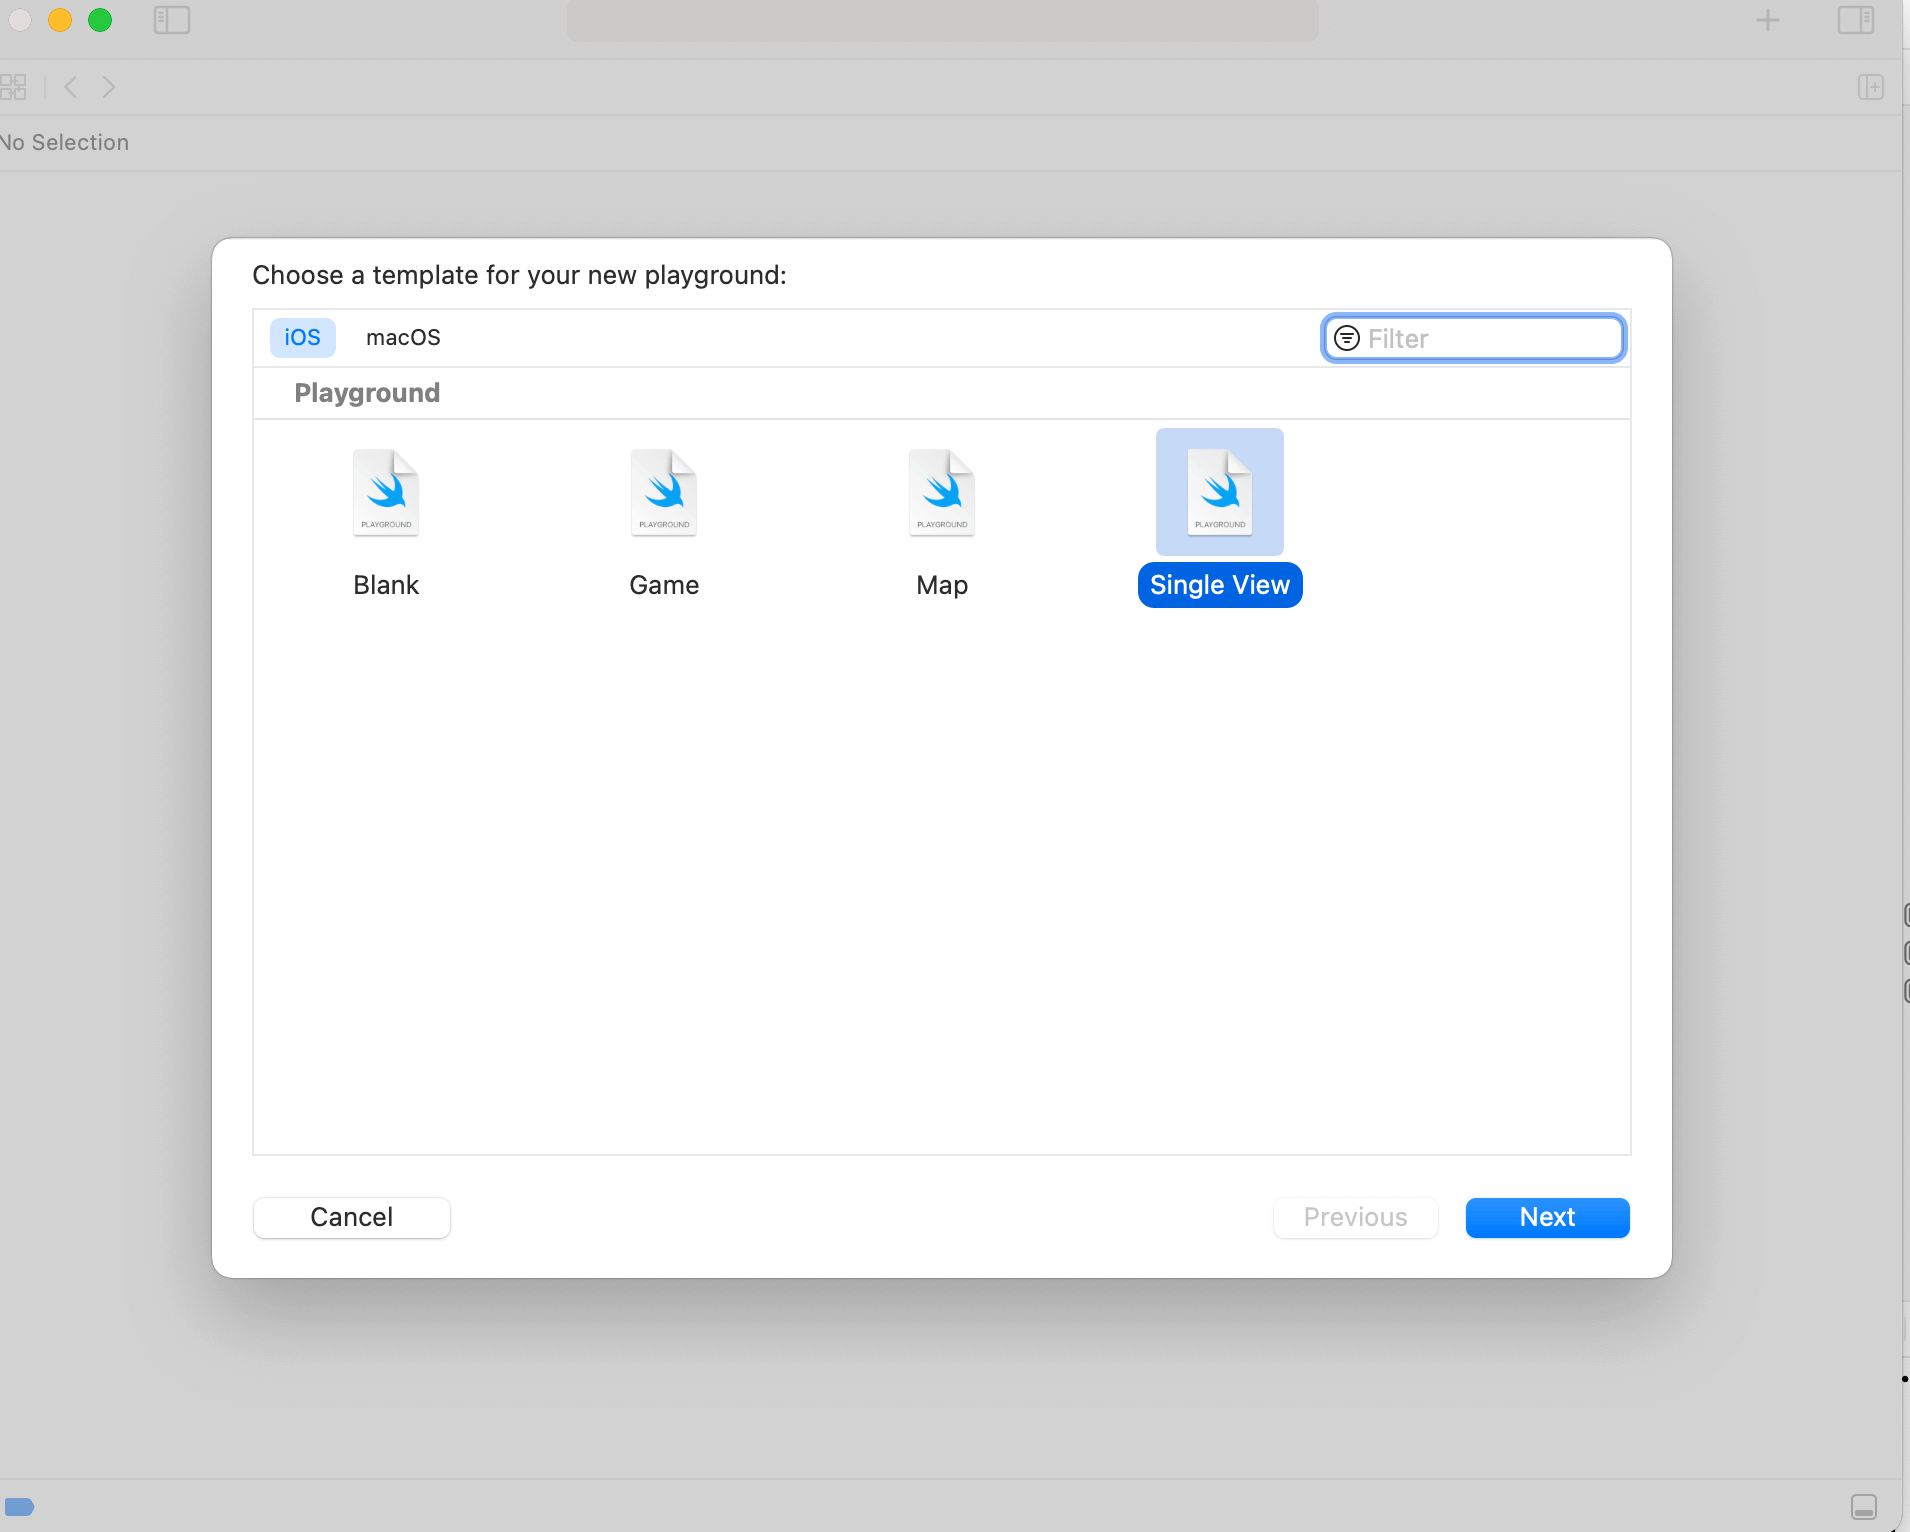 No Selection
Choose a template for your new playground:
iOS macOS Filter
Playground
PLAYGROUND PLAYGROUND PLAYGROUND PLAYGROUND
Blank Game Map Single View
Cancel Previous Next